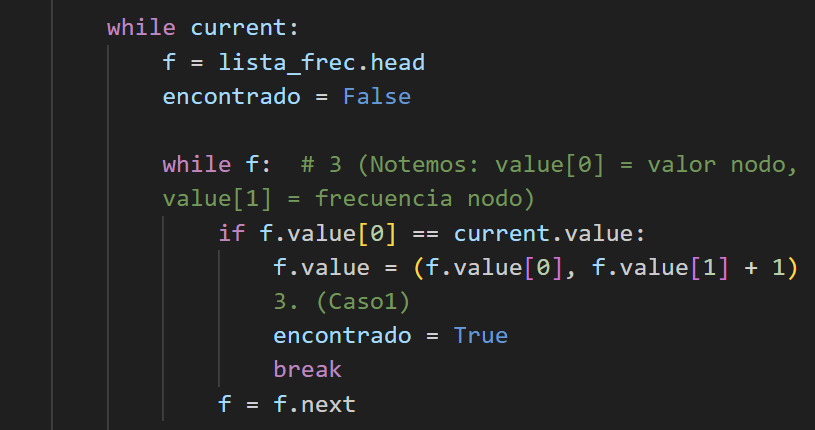 while current:
f = lista_frec.head
encontrado = False
while f:  # 3 (Notemos: value[0] = valor nodo,
value[1] = frecuencia nodo)
if f.value[0] == current.value:
f.value = (f.value[0], f.value[1] + 1)
3. (Caso1)
encontrado = True
break
f = f.next